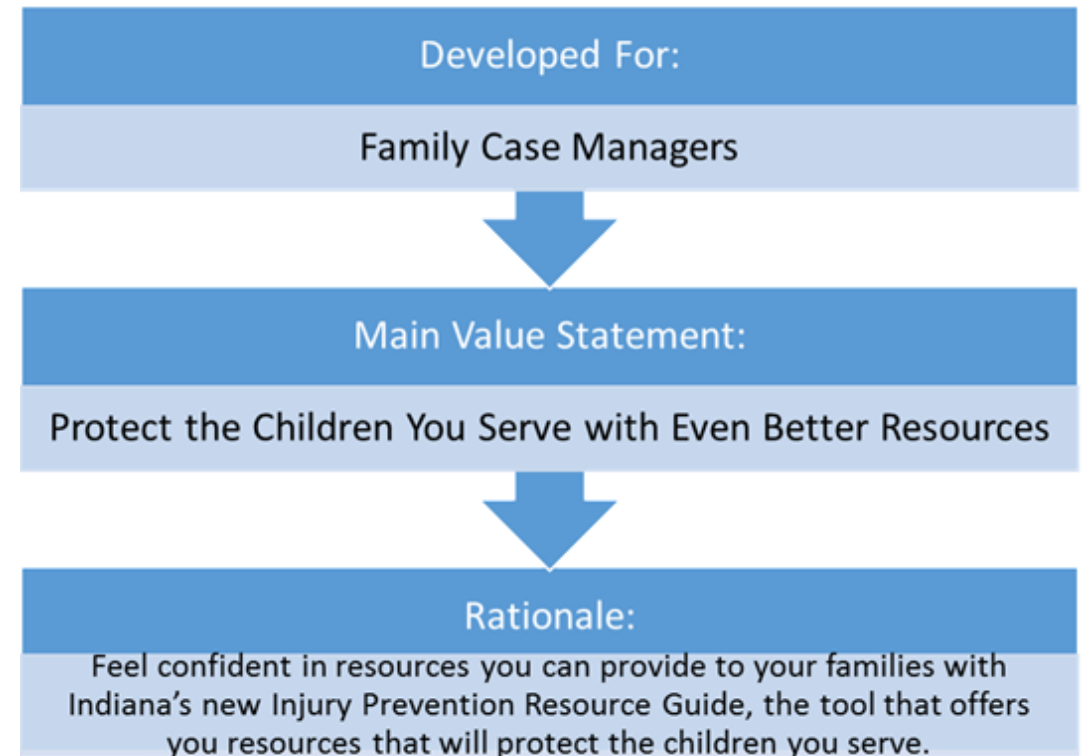 Developed For:
Family Case Managers
Main Value Statement:
Protect the Children You Serve with Even Better Resources
Rationale:
Feel confident in resources you can provide to your families with
Indiana’s new Injury Prevention Resource Guide, the tool that offers
you resources that will protect the children you serve.